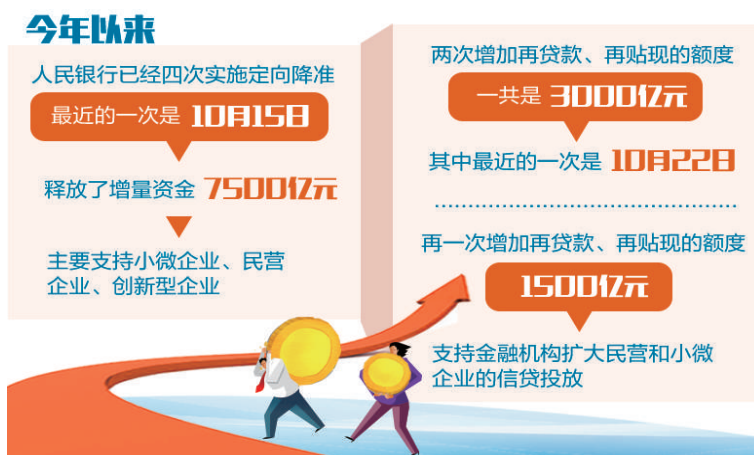 今年以来
人民银行已经四次实施定向降准
最近的一次是 10月15日
释放了增量资金 7500亿元
主要支持小微企业、民营
企业、创新型企业
两次增加再贷款、再贴现的额度
一共是 3000亿元
其中最近的一次是 10月22日
再一次增加再贷款、再贴现的额度
1500亿元
支持金融机构扩大民营和小微
企业的信贷投放